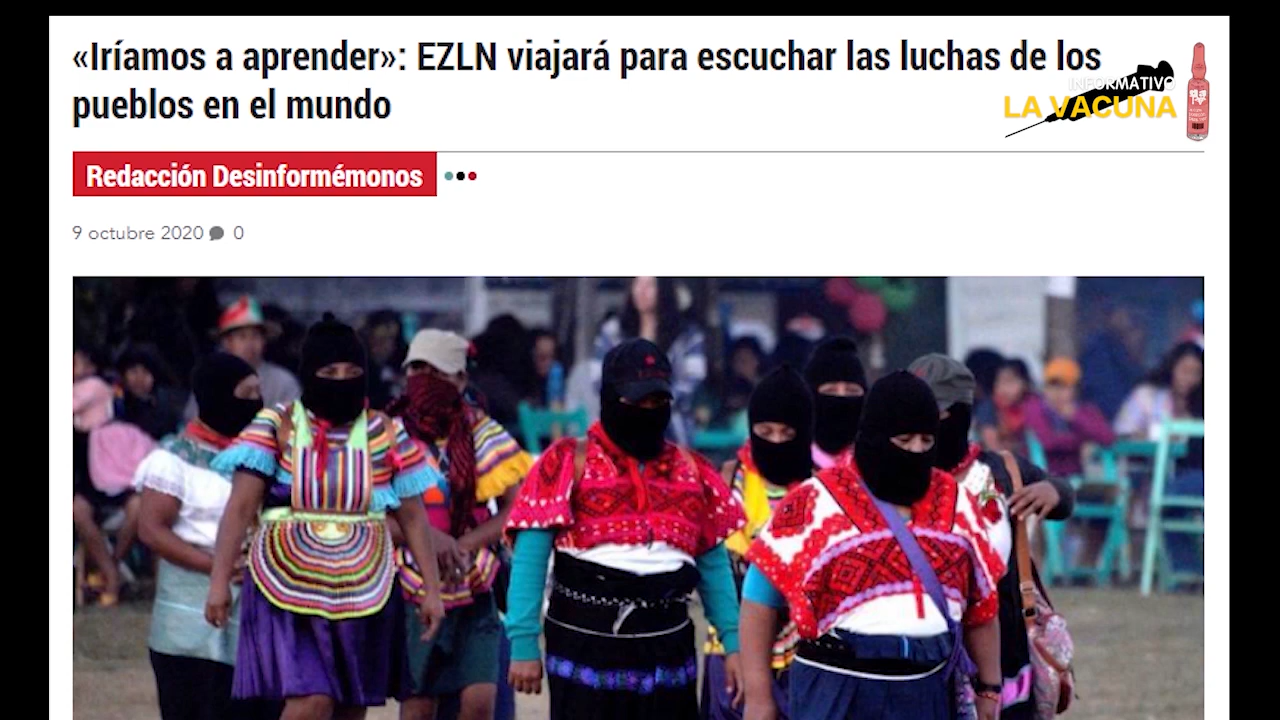 «Iríamos a aprender»: EZLN viajará para escuchar las luchas de los
pueblos en el mundo
INFORMATIVO
LA VACUNA
Redacción Desinformémonos
9 octubre 2020 0